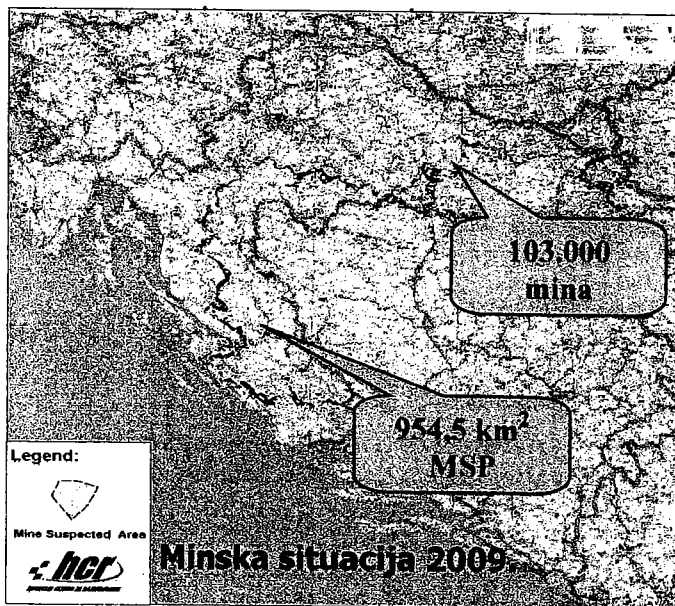 103.000
mina
954,5 km²
MSP
Legend:
Mine Suspected Area
hcr
Minska situacija 2009.